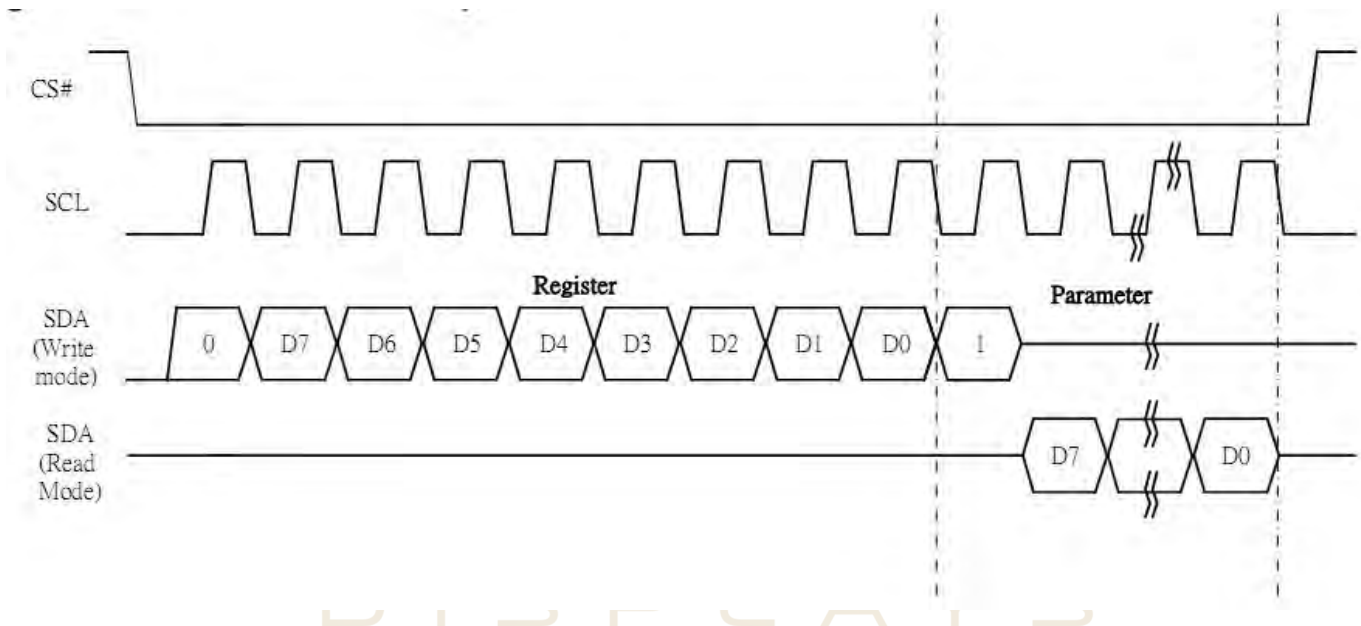 CS#
SCL
Register
Parameter
SDA
(Write
mode)
0 D7 D6 D5 D4 D3 D2 D1 D0 1
SDA
(Read
Mode)
D7 D0